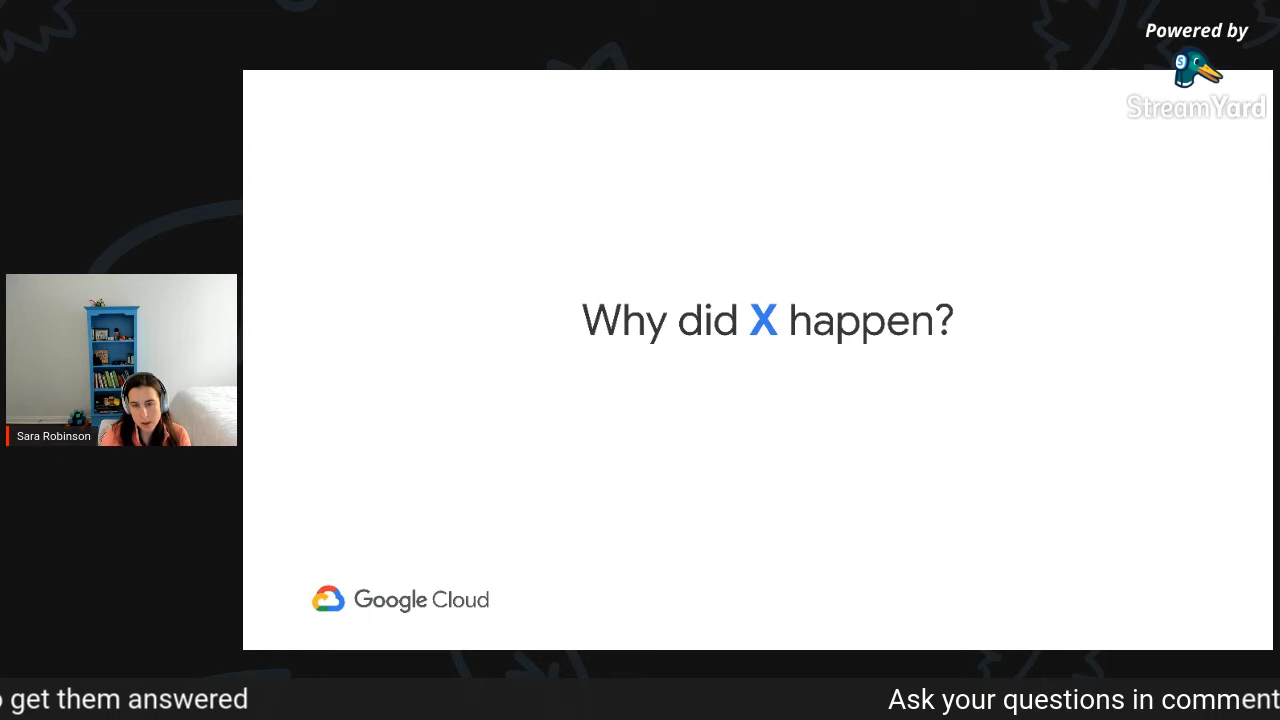 Powered by
StreamYard
Why did X happen?
Sara Robinson
Google Cloud
get them answered
Ask your questions in comment